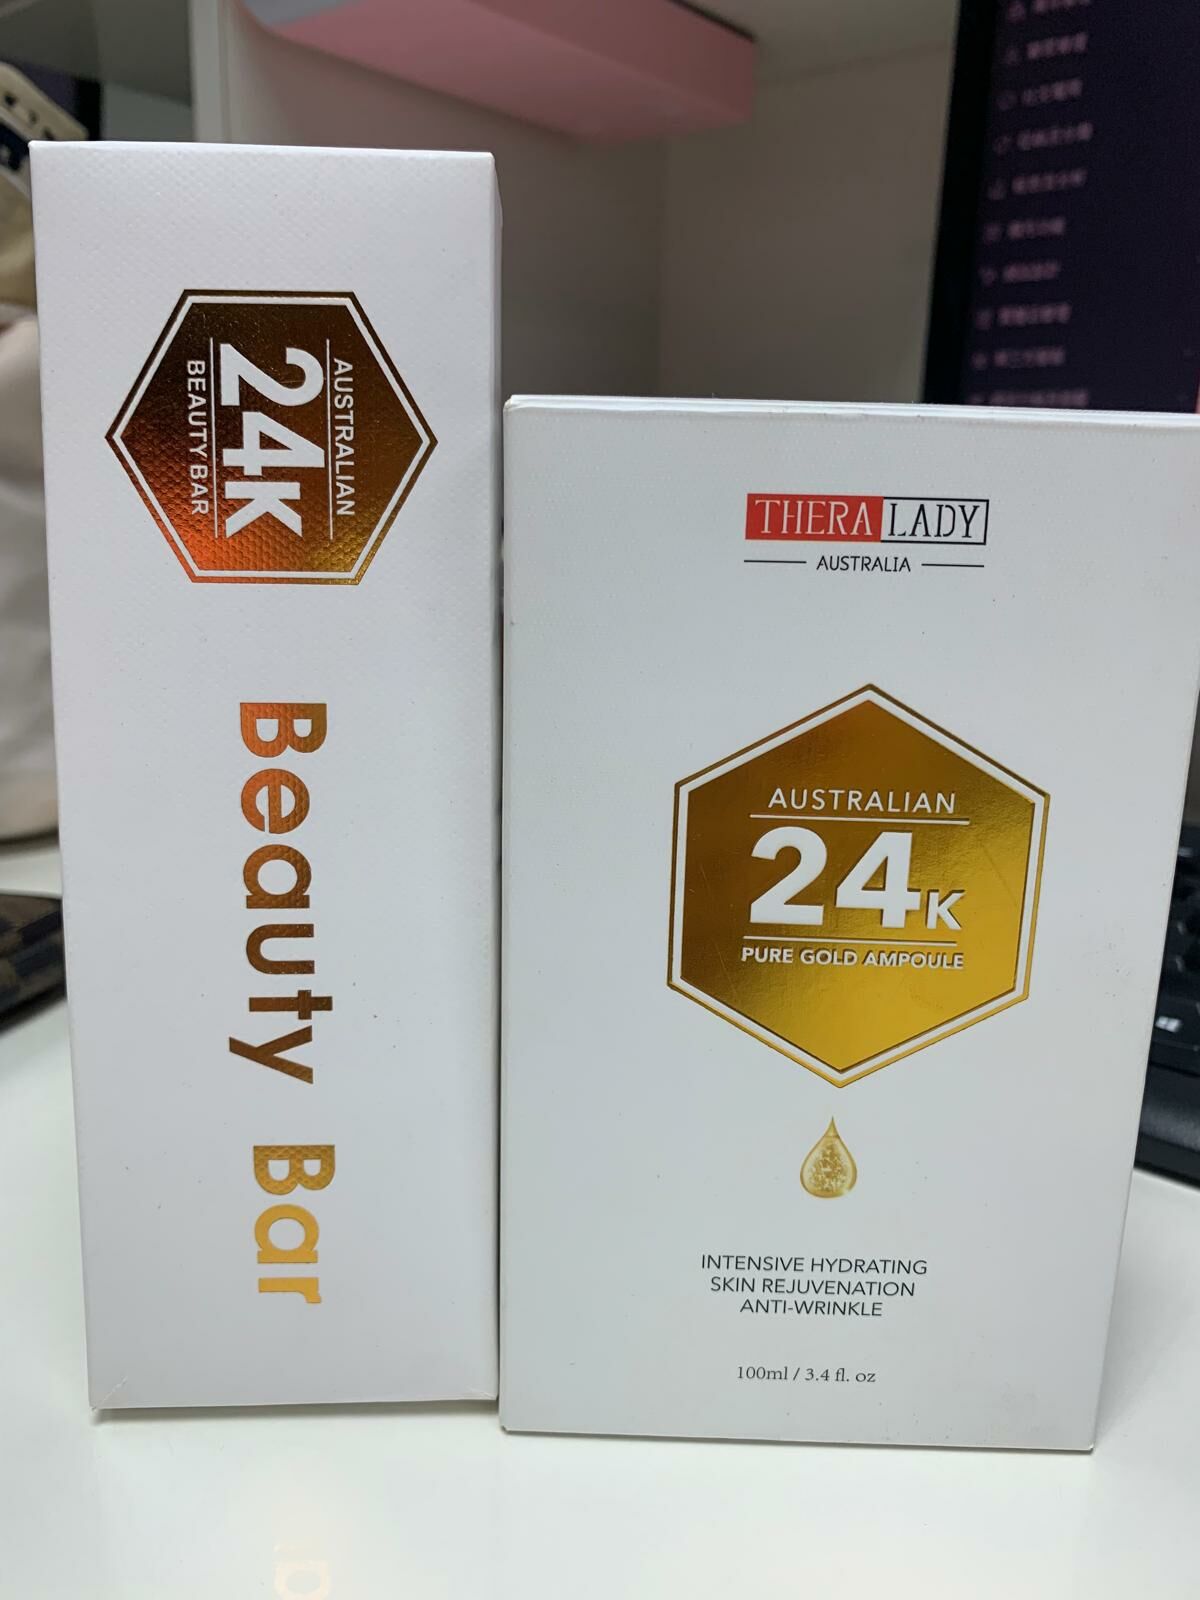 AUSTRALIAN
24K
BEAUTY BAR
Beauty Bar
THERA LADY
AUSTRALIA
AUSTRALIAN
24K
PURE GOLD AMPOULE
INTENSIVE HYDRATING
SKIN REJUVENATION
ANTI-WRINKLE
100ml / 3.4 fl. oz